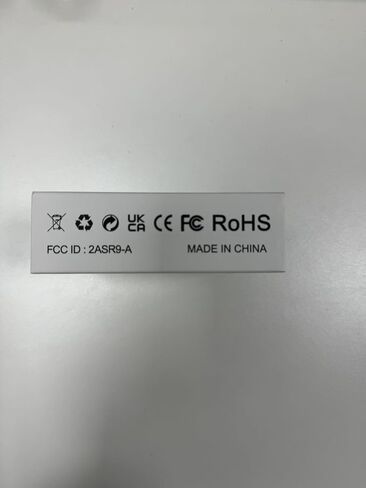 UK CA CE FC RoHS
FCC ID : 2ASR9-A
MADE IN CHINA